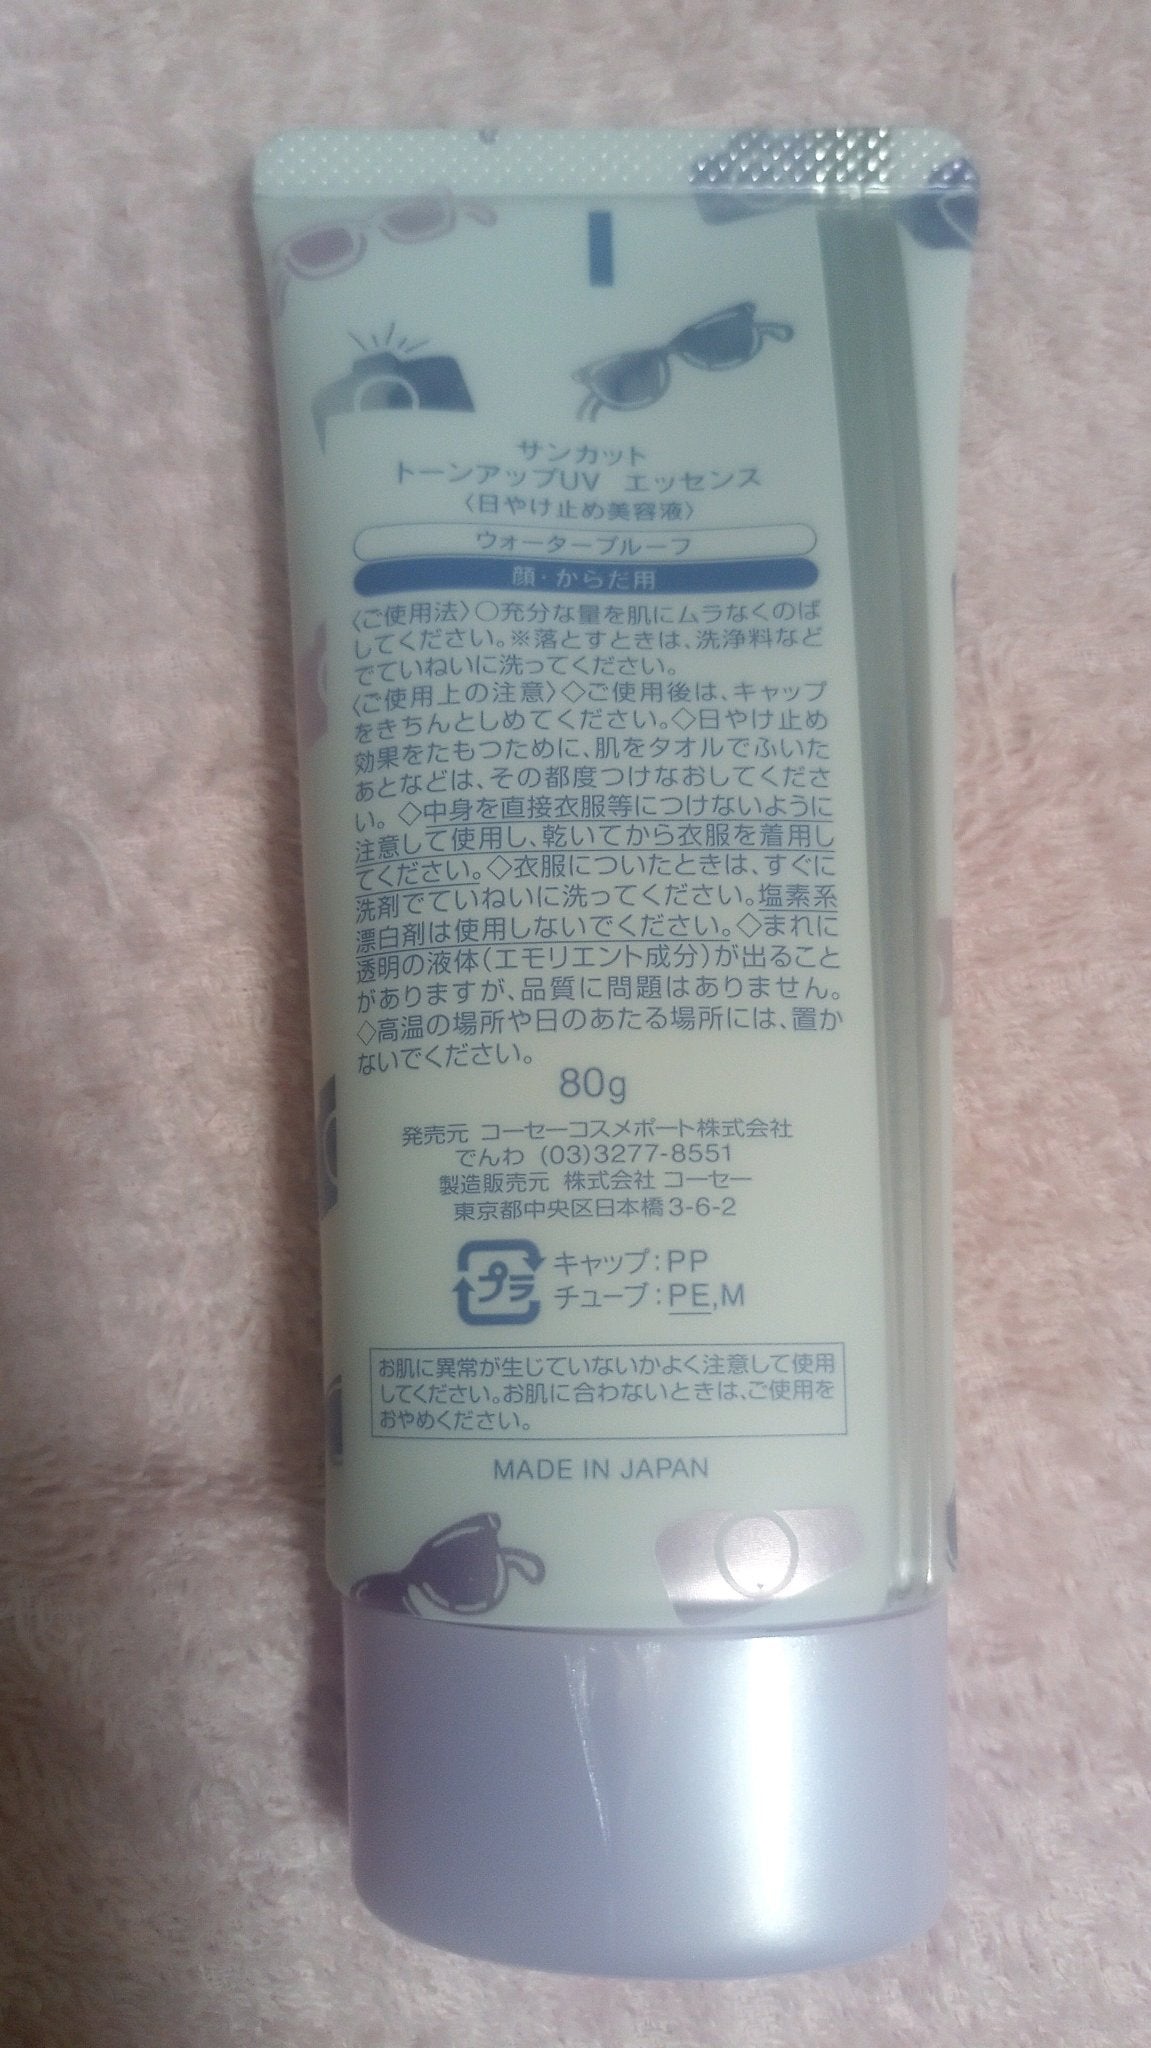 サンカット
トーンアップUV エッセンス
〈日やけ止め美容液〉
ウォータープルーフ
顔・からだ用
〈ご使用法〉○充分な量を肌にムラなくのば
してください。※落とすときは、洗浄料など
でていねいに洗ってください。
〈ご使用上の注意〉◇ご使用後は、キャップ
をきちんとしめてください。◇日やけ止め
効果をたもつために、肌をタオルでふいた
あとなどは、その都度つけなおしてくださ
い。◇中身を直接衣服等につけないように
注意して使用し、乾いてから衣服を着用し
てください。◇衣服についたときは、すぐに
洗剤でていねいに洗ってください。塩素系
漂白剤は使用しないでください。◇まれに
透明の液体（エモリエント成分）が出ること
がありますが、品質に問題はありません。
◇高温の場所や日のあたる場所には、置か
ないでください。
80g
発売元 コーセーコスメポート株式会社
でんわ (03)3277-8551
製造販売元 株式会社 コーセー
東京都中央区日本橋3-6-2
プラ キャップ：PP
チューブ：PE,M
お肌に異常が生じていないかよく注意して使用
してください。お肌に合わないときは、ご使用を
おやめください。
MADE IN JAPAN